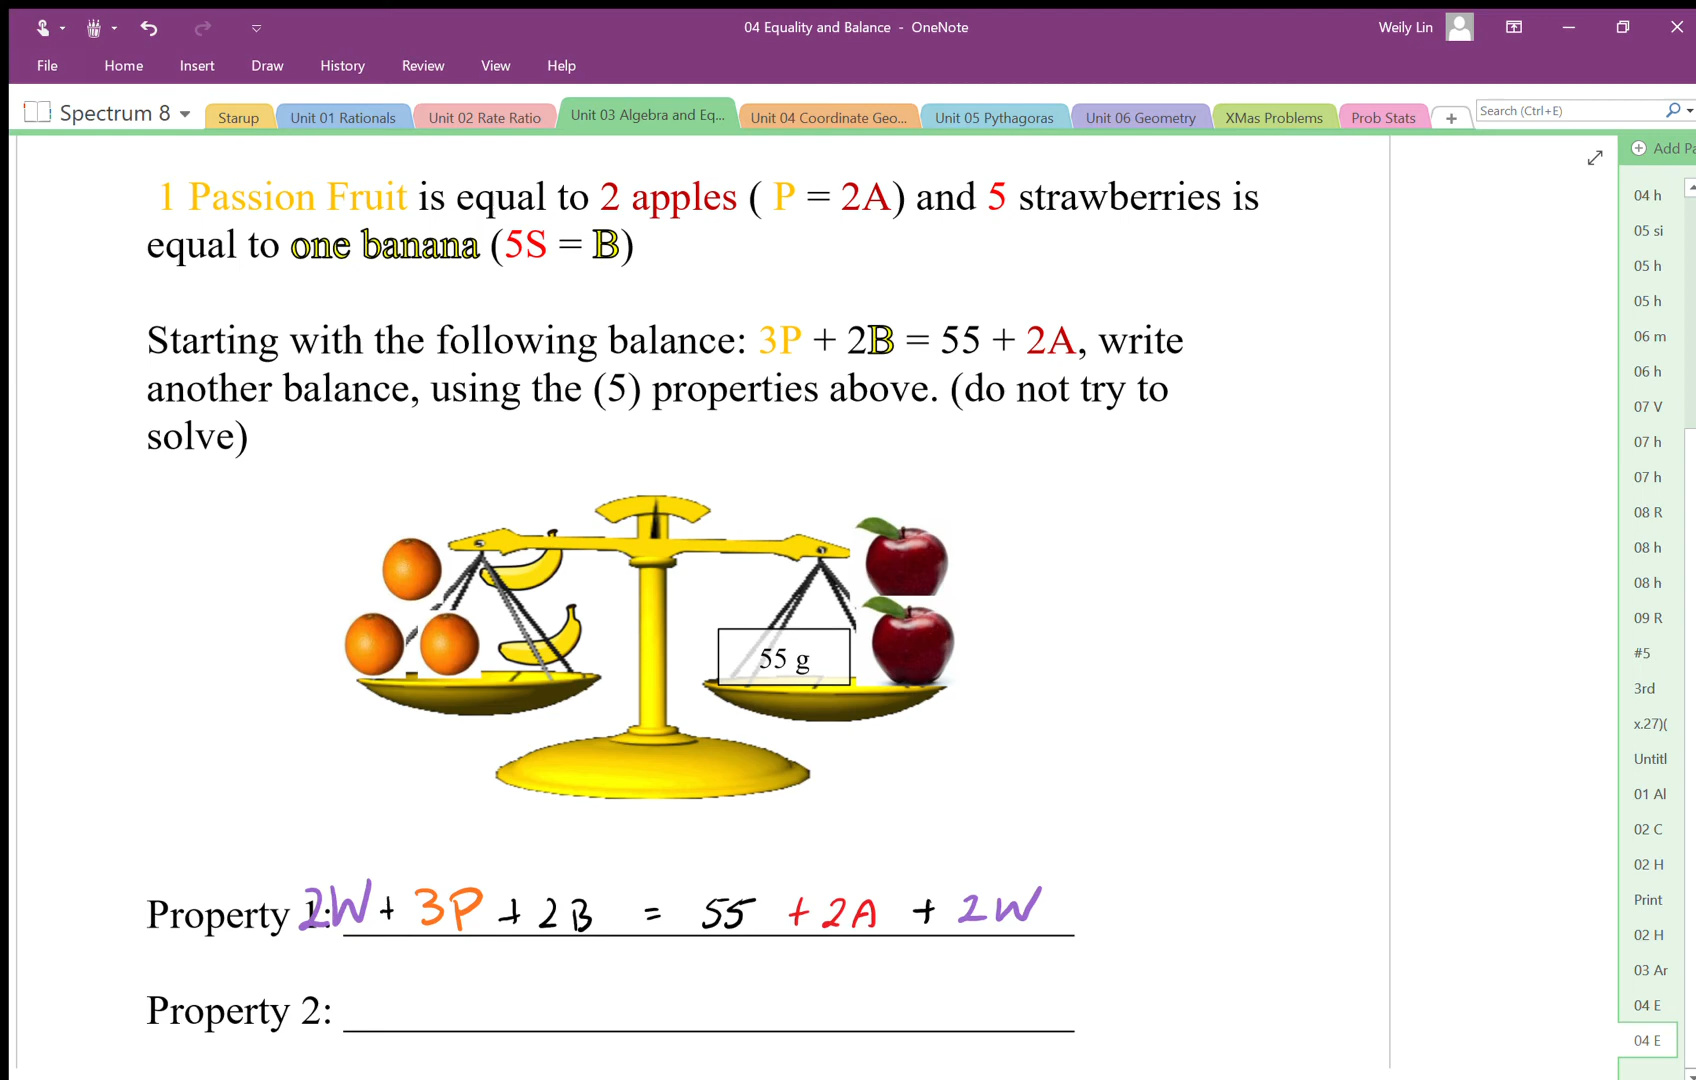 04 Equality and Balance - OneNote
Weily Lin
File Home Insert Draw History Review View Help
Spectrum 8
Starup Unit 01 Rationals Unit 02 Rate Ratio Unit 03 Algebra and Eq... Unit 04 Coordinate Geo... Unit 05 Pythagoras Unit 06 Geometry XMas Problems Prob Stats +
Search (Ctrl+E)
1 Passion Fruit is equal to 2 apples ( P = 2A) and 5 strawberries is
equal to one banana (5S = B)
Starting with the following balance: 3P + 2B = 55 + 2A, write
another balance, using the (5) properties above. (do not try to
solve)
55 g
Property 1: 2W + 3P + 2B = 55 + 2A + 2W
Property 2:
Add Pa
04 h
05 si
05 h
05 h
06 m
06 h
07 V
07 h
07 h
08 R
08 h
08 h
09 R
#5
3rd
x.27)(
Untitl
01 Al
02 C
02 H
Print
02 H
03 Ar
04 E
04 E